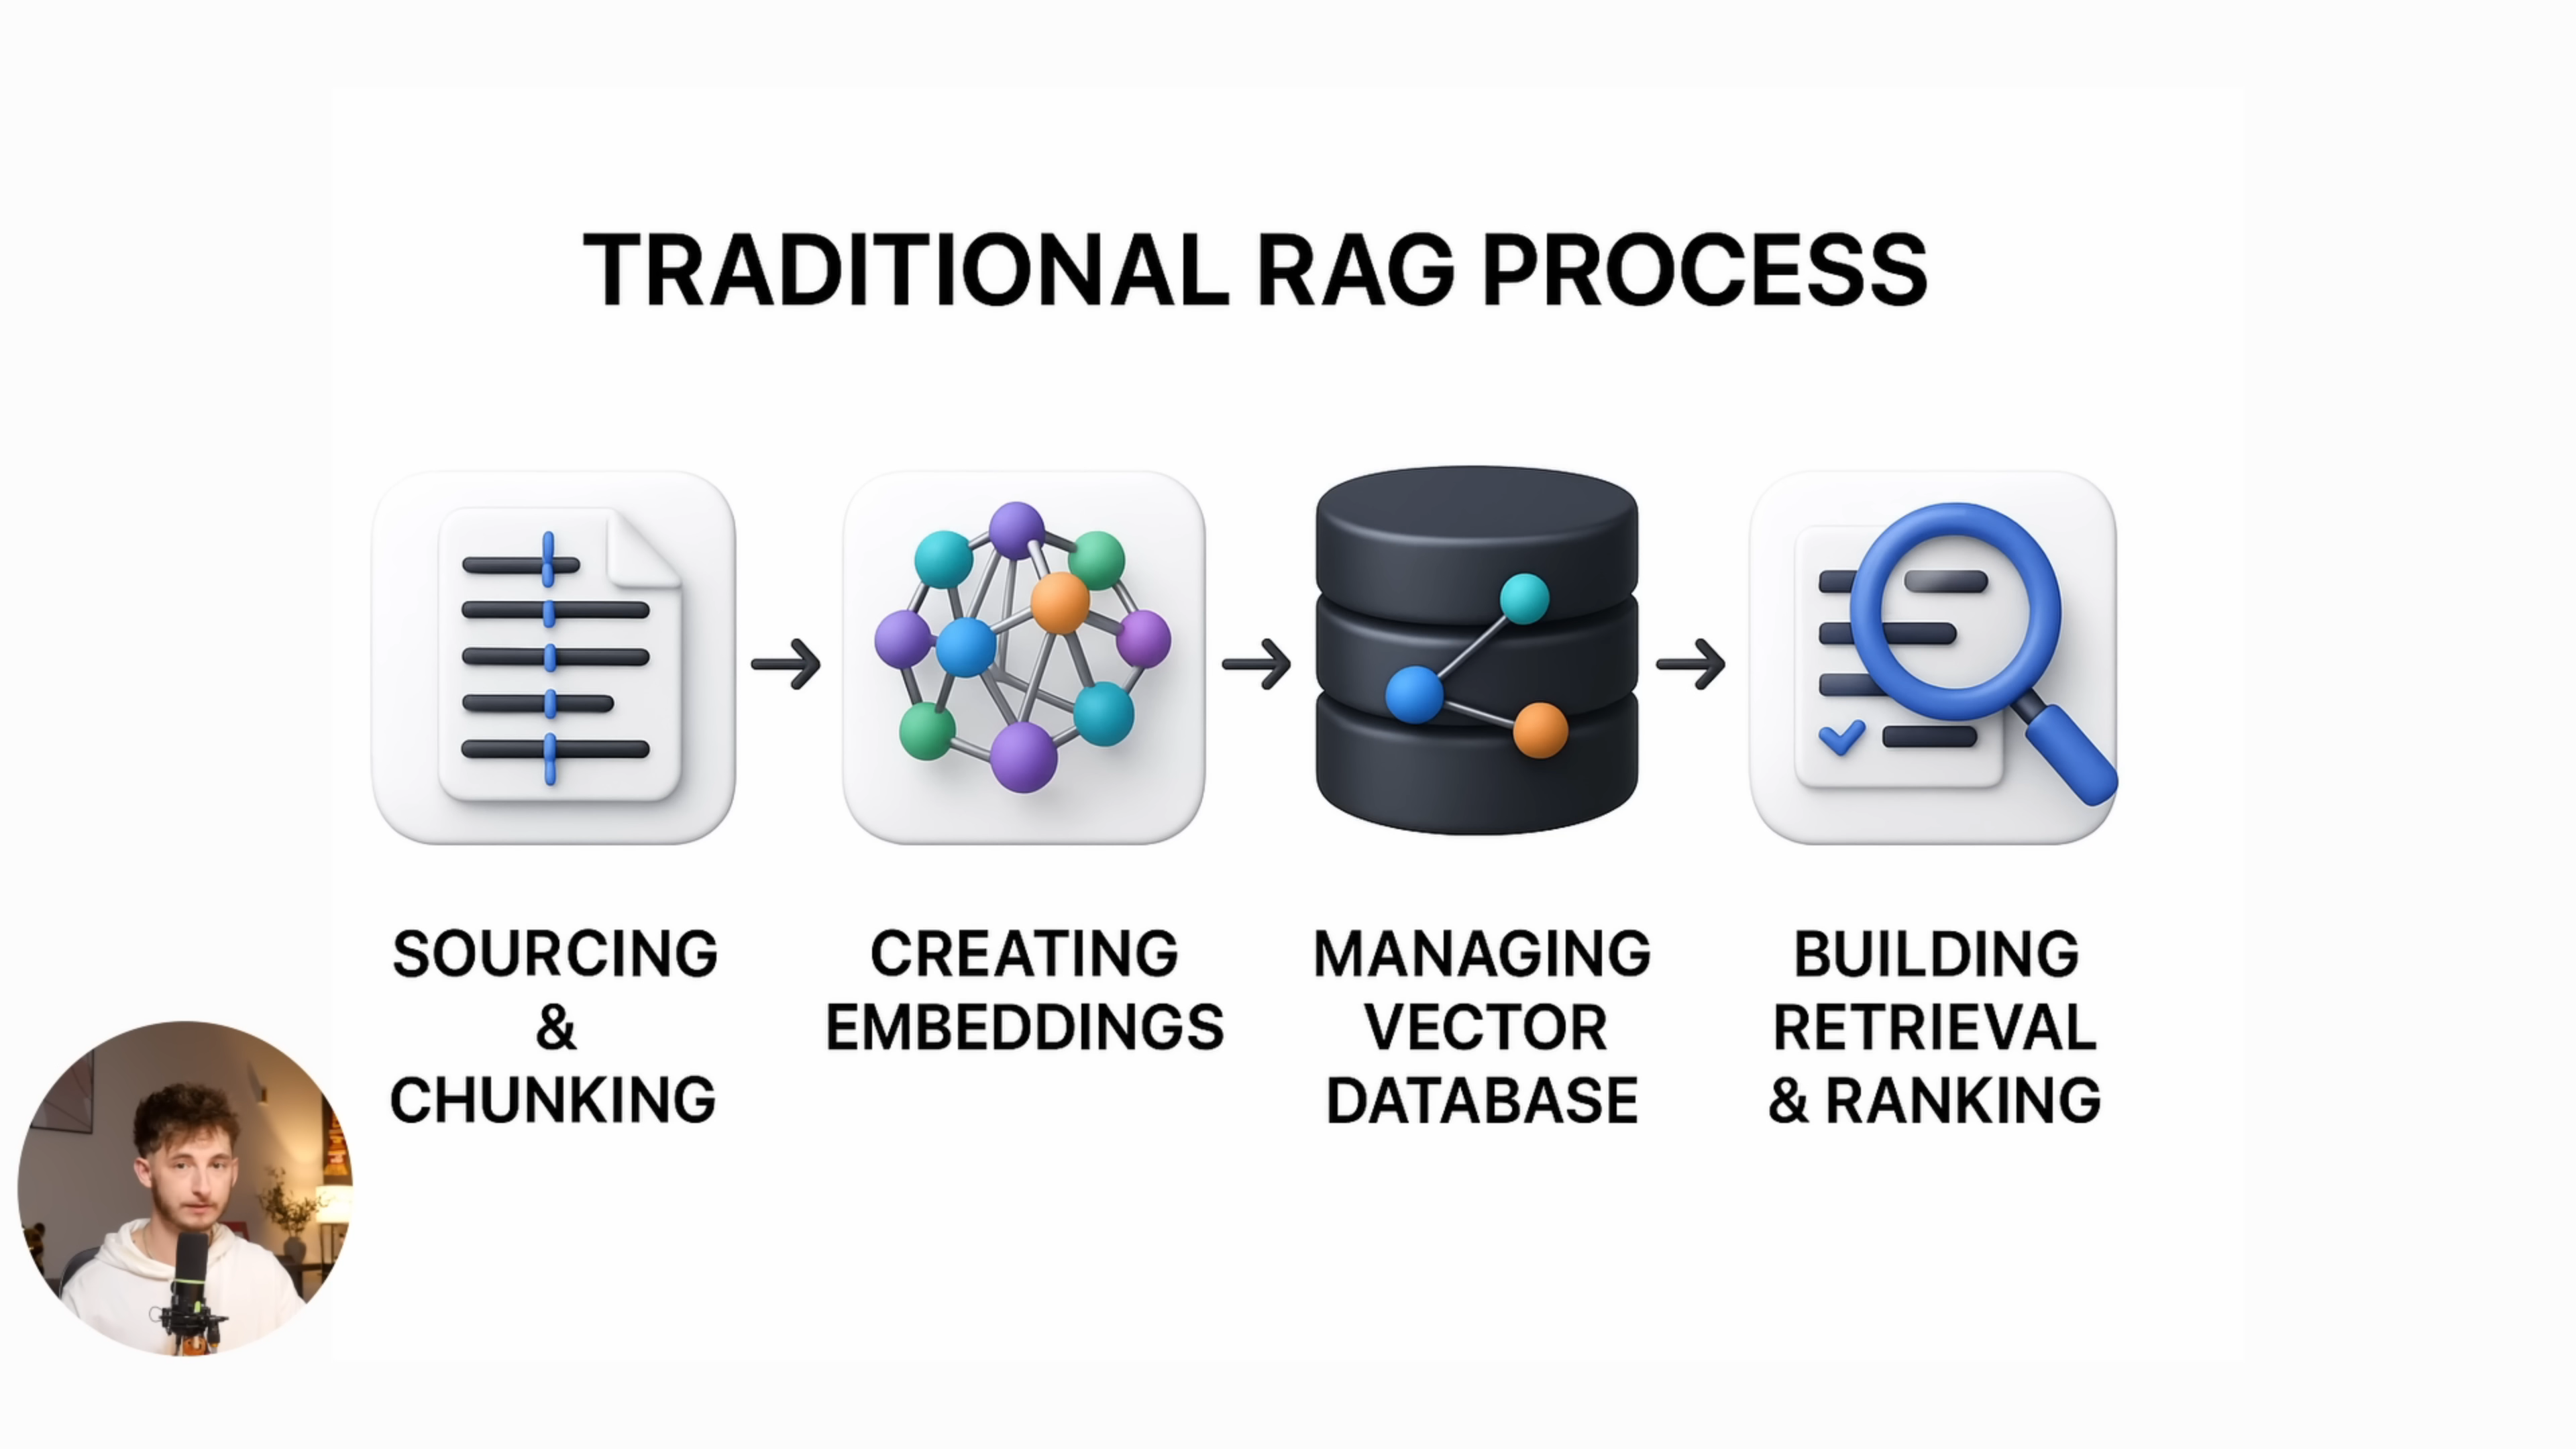 TRADITIONAL RAG PROCESS
SOURCING
&
CHUNKING
CREATING
EMBEDDINGS
MANAGING
VECTOR
DATABASE
BUILDING
RETRIEVAL
& RANKING